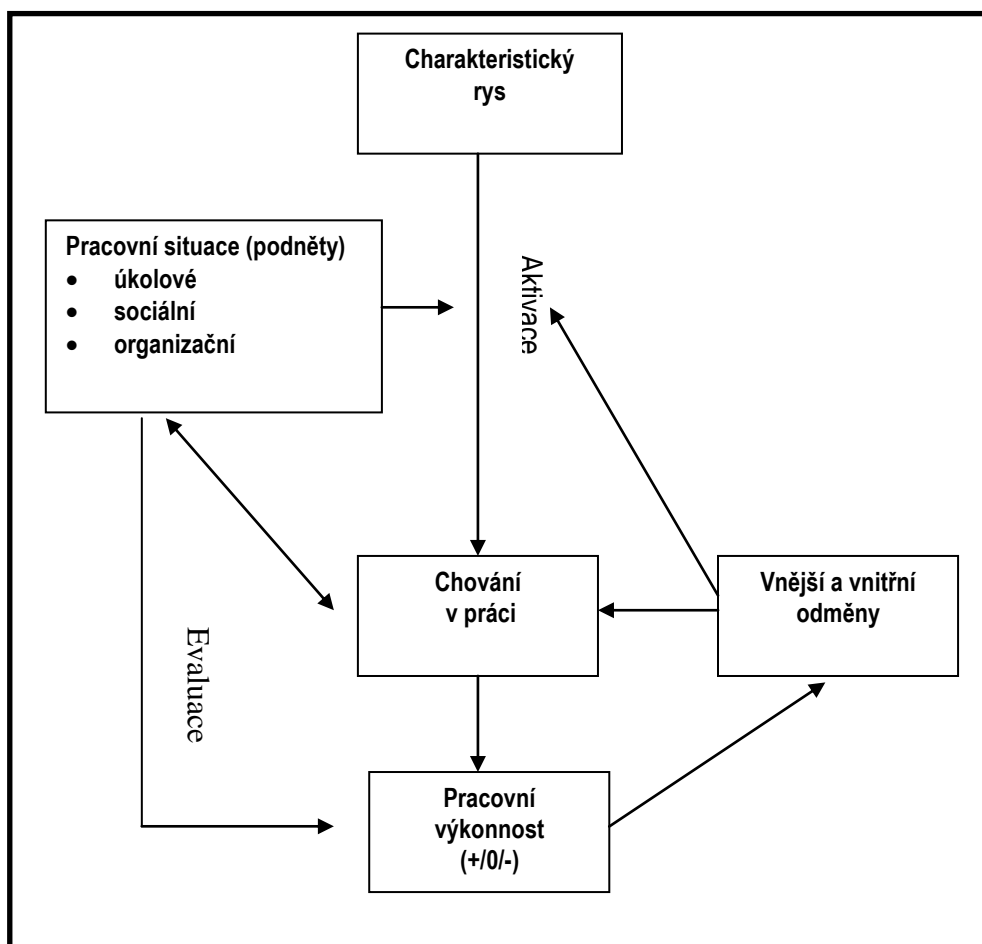 Charakteristický
rys
Pracovní situace (podněty)
• úkolové
• sociální
• organizační
Aktivace
Chování
v práci
Vnější a vnitřní
odměny
Evaluace
Pracovní
výkonnost
(+/0/-)